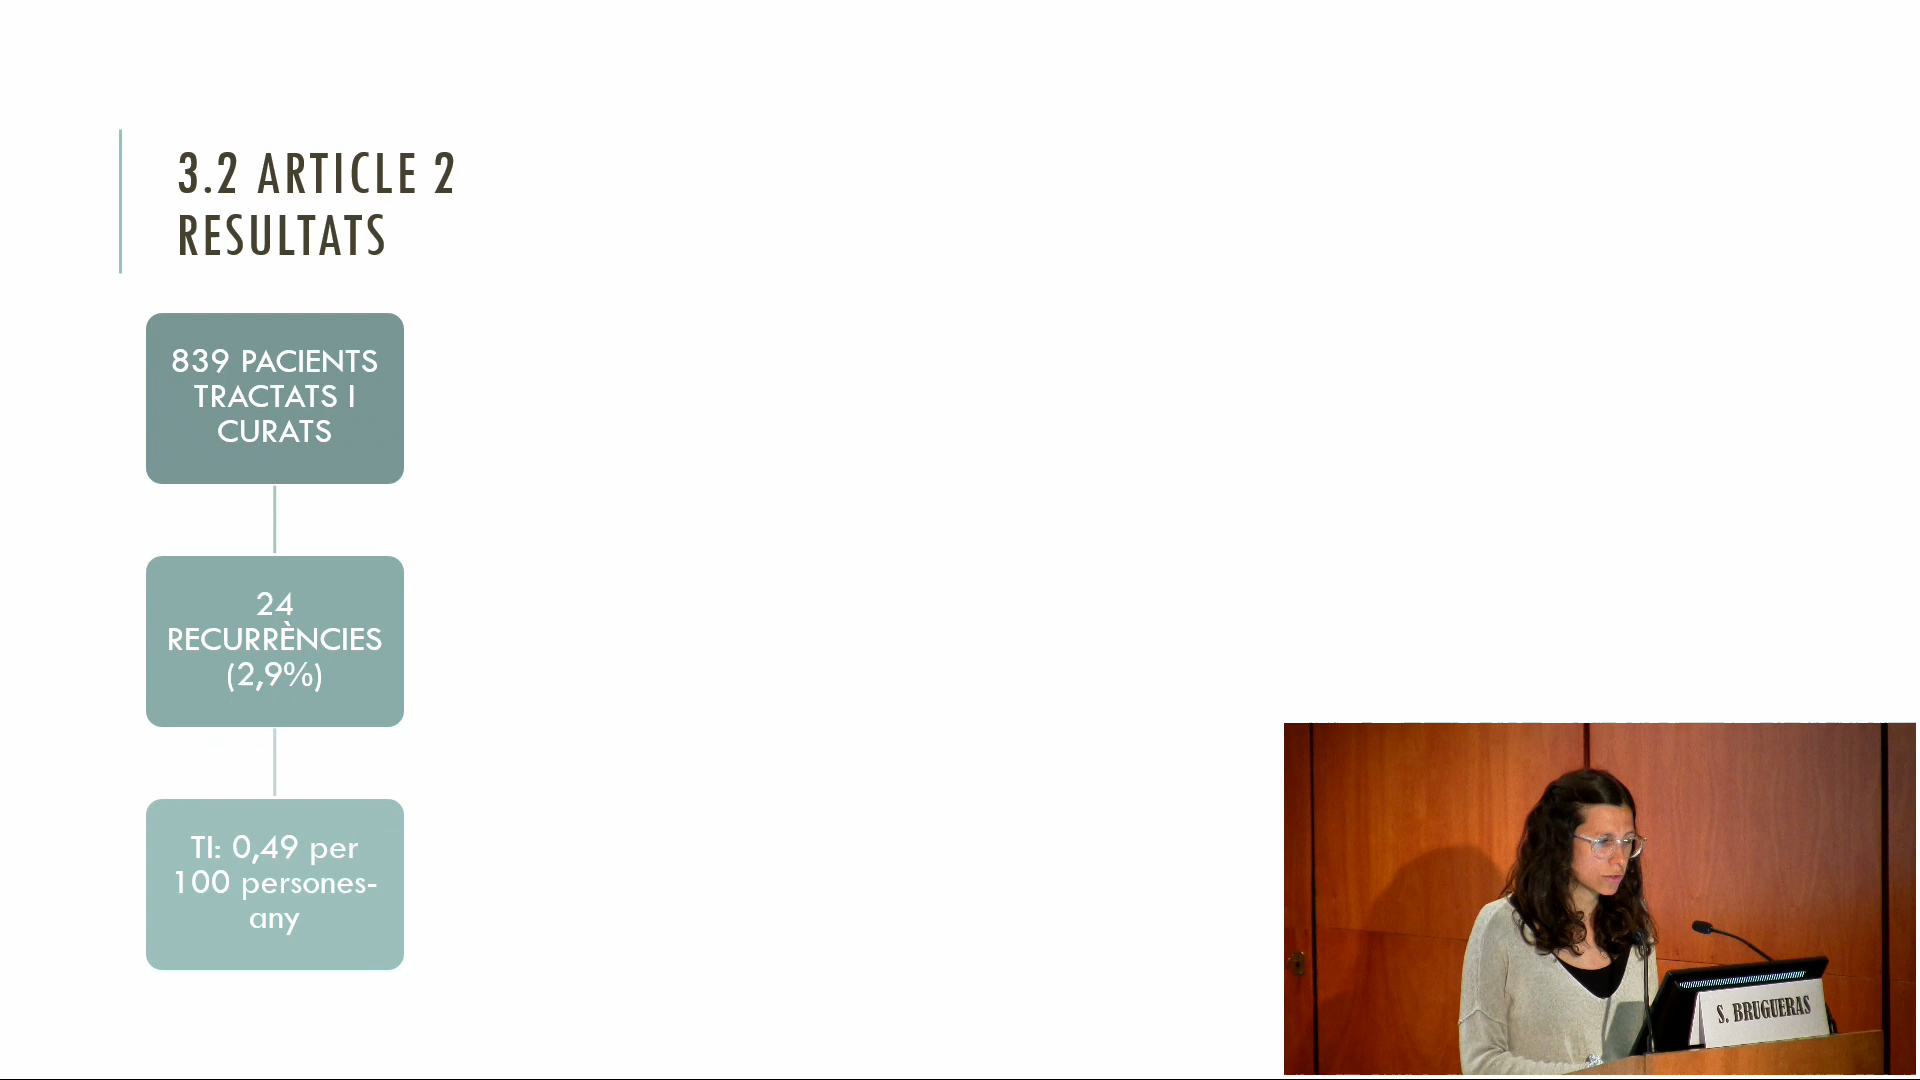 3.2 ARTICLE 2
RESULTATS
839 PACIENTS
TRACTATS I
CURATS
24
RECURRÈNCIES
(2,9%)
TI: 0,49 per
100 persones-
any
S. BRUGUERAS